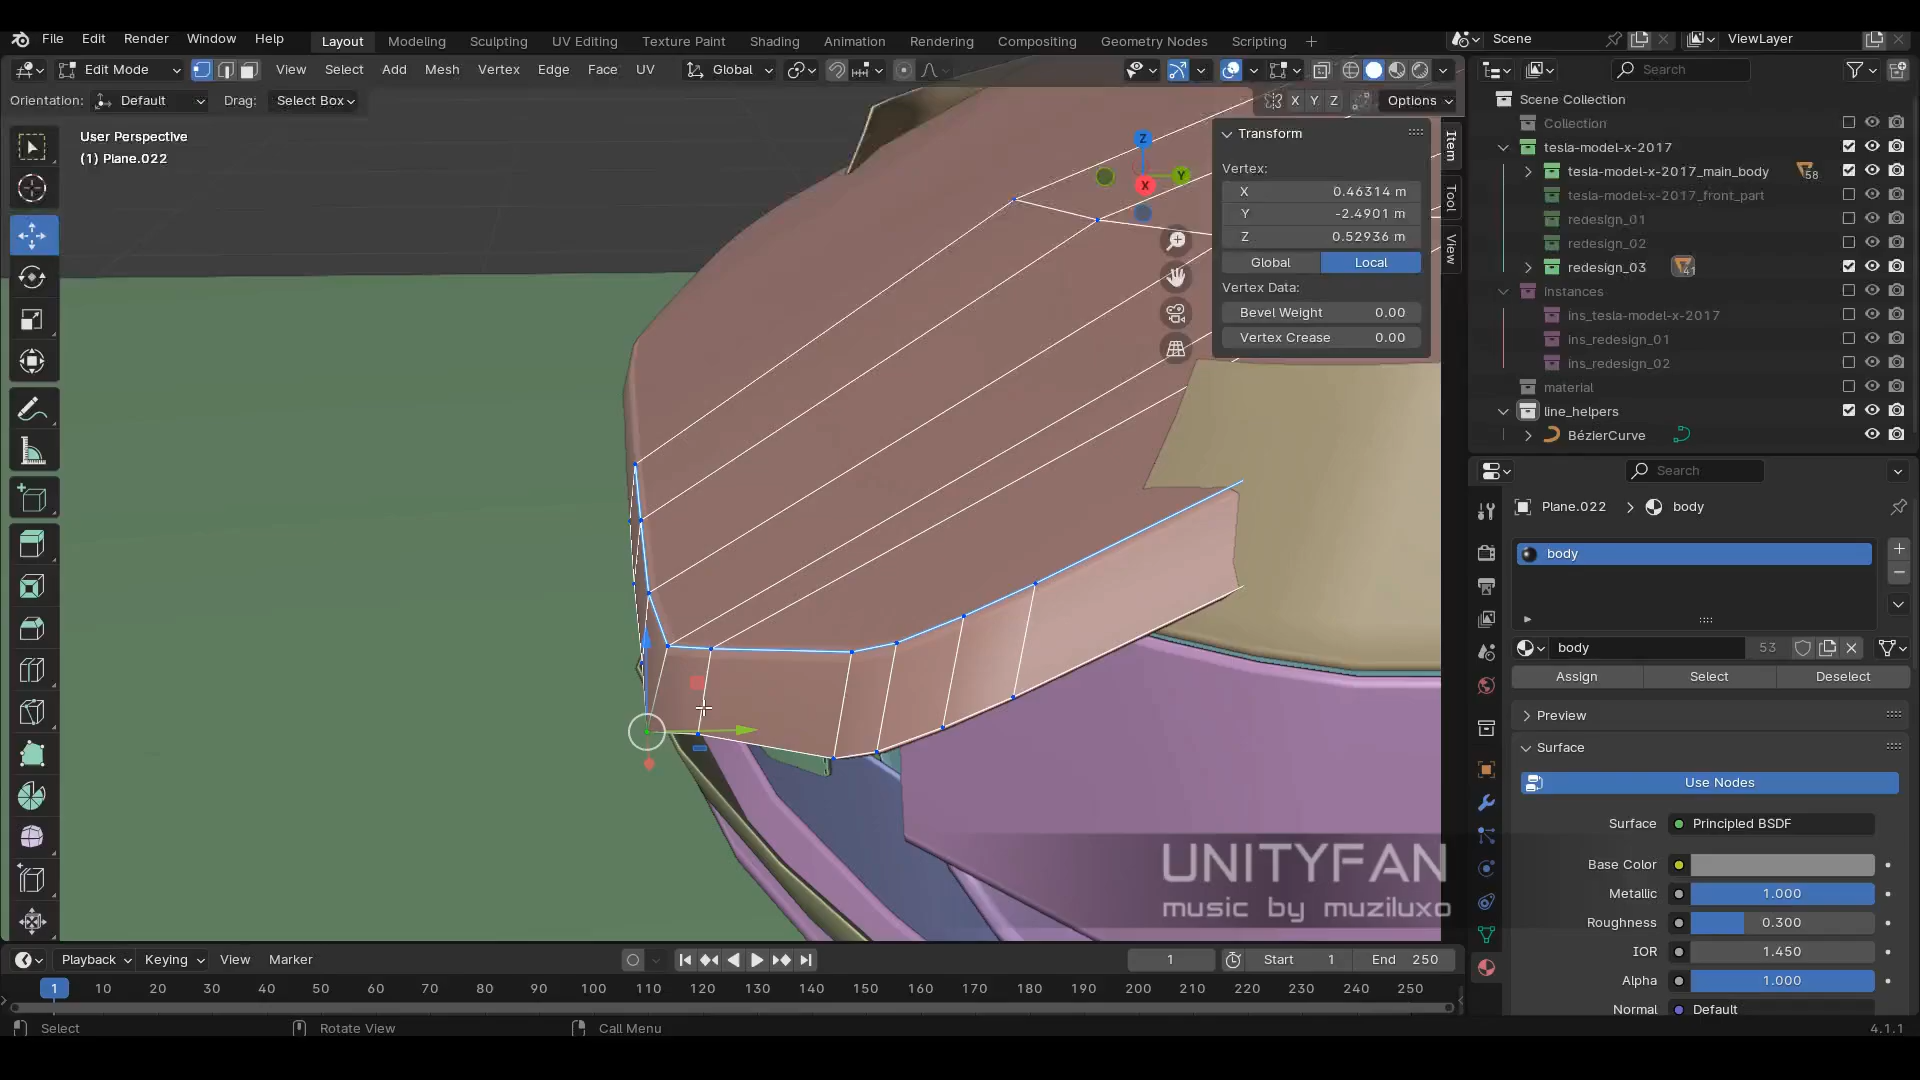 File Edit Render Window Help
Layout Modeling Sculpting UV Editing Texture Paint Shading Animation Rendering Compositing Geometry Nodes Scripting +
Scene
ViewLayer
Edit Mode
View Select Add Mesh Vertex Edge Face UV
Global
Search
Orientation: Default Drag: Select Box
X Y Z Options
User Perspective
(1) Plane.022
Z
Y
X
Transform
Vertex:
X 0.46314 m
Y -2.4901 m
Z 0.52936 m
Global Local
Vertex Data:
Bevel Weight 0.00
Vertex Crease 0.00
Item
Tool
View
Scene Collection
Collection
tesla-model-x-2017
tesla-model-x-2017_main_body 58
tesla-model-x-2017_front_part
redesign_01
redesign_02
redesign_03 41
instances
ins_tesla-model-x-2017
ins_redesign_01
ins_redesign_02
material
line_helpers
BézierCurve
Search
Plane.022 > body
body
body 53
Assign Select Deselect
Preview
Surface
Use Nodes
Surface Principled BSDF
Base Color
Metallic 1.000
Roughness 0.300
IOR 1.450
Alpha 1.000
Normal Default
UNITYFAN
music by muziluxo
Playback Keying View Marker
1 Start 1 End 250
1 10 20 30 40 50 60 70 80 90 100 110 120 130 140 150 160 170 180 190 200 210 220 230 240 250
Select Rotate View Call Menu
4.1.1